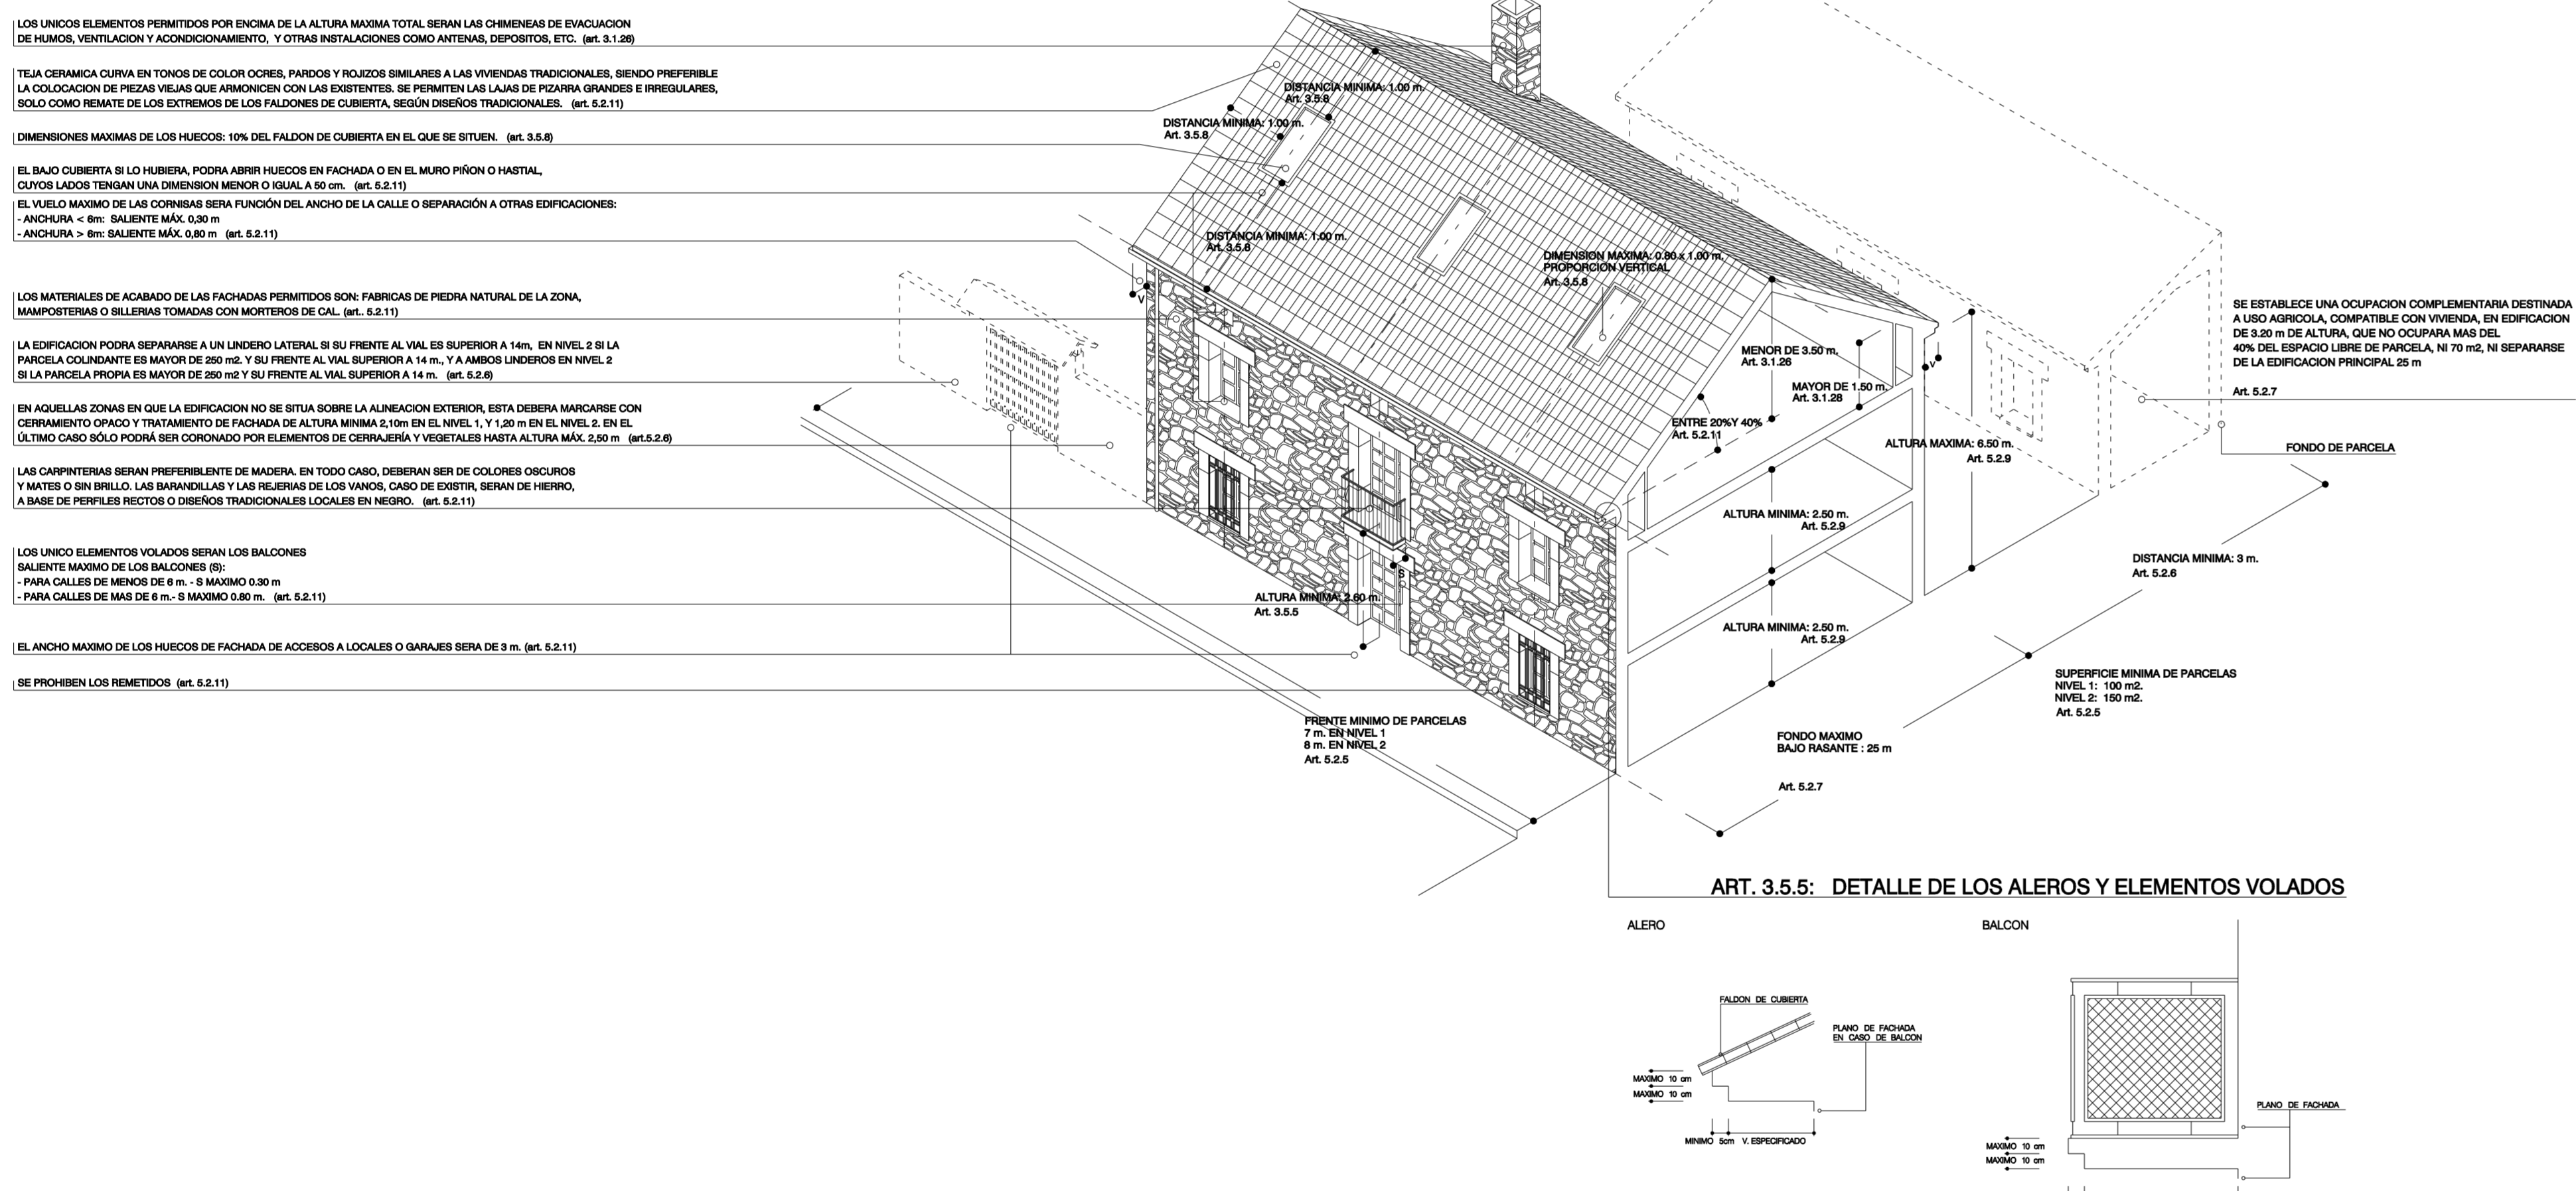 LOS UNICOS ELEMENTOS PERMITIDOS POR ENCIMA DE LA ALTURA MAXIMA TOTAL SERAN LAS CHIMENEAS DE EVACUACION
DE HUMOS, VENTILACION Y ACONDICIONAMIENTO, Y OTRAS INSTALACIONES COMO ANTENAS, DEPOSITOS, ETC. (art. 3.1.26)
TEJA CERAMICA CURVA EN TONOS DE COLOR OCRES, PARDOS Y ROJIZOS SIMILARES A LAS VIVIENDAS TRADICIONALES, SIENDO PREFERIBLE
LA COLOCACION DE PIEZAS VIEJAS QUE ARMONICEN CON LAS EXISTENTES. SE PERMITEN LAS LAJAS DE PIZARRA GRANDES E IRREGULARES,
SOLO COMO REMATE DE LOS EXTREMOS DE LOS FALDONES DE CUBIERTA, SEGÚN DISEÑOS TRADICIONALES. (art. 5.2.11)
DIMENSIONES MAXIMAS DE LOS HUECOS: 10% DEL FALDON DE CUBIERTA EN EL QUE SE SITUEN. (art. 3.5.8)
EL BAJO CUBIERTA SI LO HUBIERA, PODRA ABRIR HUECOS EN FACHADA O EN EL MURO PIÑON O HASTIAL,
CUYOS LADOS TENGAN UNA DIMENSION MENOR O IGUAL A 50 cm. (art. 5.2.11)
EL VUELO MAXIMO DE LAS CORNISAS SERA FUNCIÓN DEL ANCHO DE LA CALLE O SEPARACIÓN A OTRAS EDIFICACIONES:
- ANCHURA < 6m: SALIENTE MÁX. 0,30 m
- ANCHURA > 6m: SALIENTE MÁX. 0,80 m (art. 5.2.11)
LOS MATERIALES DE ACABADO DE LAS FACHADAS PERMITIDOS SON: FABRICAS DE PIEDRA NATURAL DE LA ZONA,
MAMPOSTERIAS O SILLERIAS TOMADAS CON MORTEROS DE CAL. (art.. 5.2.11)
LA EDIFICACION PODRA SEPARARSE A UN LINDERO LATERAL SI SU FRENTE AL VIAL ES SUPERIOR A 14m, EN NIVEL 2 SI LA
PARCELA COLINDANTE ES MAYOR DE 250 m2. Y SU FRENTE AL VIAL SUPERIOR A 14 m., Y A AMBOS LINDEROS EN NIVEL 2
SI LA PARCELA PROPIA ES MAYOR DE 250 m2 Y SU FRENTE AL VIAL SUPERIOR A 14 m. (art. 5.2.6)
EN AQUELLAS ZONAS EN QUE LA EDIFICACION NO SE SITUA SOBRE LA ALINEACION EXTERIOR, ESTA DEBERA MARCARSE CON
CERRAMIENTO OPACO Y TRATAMIENTO DE FACHADA DE ALTURA MINIMA 2,10m EN EL NIVEL 1, Y 1,20 m EN EL NIVEL 2. EN EL
ÚLTIMO CASO SÓLO PODRÁ SER CORONADO POR ELEMENTOS DE CERRAJERÍA Y VEGETALES HASTA ALTURA MÁX. 2,50 m (art.5.2.6)
LAS CARPINTERIAS SERAN PREFERIBLENTE DE MADERA. EN TODO CASO, DEBERAN SER DE COLORES OSCUROS
Y MATES O SIN BRILLO. LAS BARANDILLAS Y LAS REJERIAS DE LOS VANOS, CASO DE EXISTIR, SERAN DE HIERRO,
A BASE DE PERFILES RECTOS O DISEÑOS TRADICIONALES LOCALES EN NEGRO. (art. 5.2.11)
LOS UNICO ELEMENTOS VOLADOS SERAN LOS BALCONES
SALIENTE MAXIMO DE LOS BALCONES (S):
- PARA CALLES DE MENOS DE 6 m. - S MAXIMO 0.30 m
- PARA CALLES DE MAS DE 6 m.- S MAXIMO 0.80 m. (art. 5.2.11)
EL ANCHO MAXIMO DE LOS HUECOS DE FACHADA DE ACCESOS A LOCALES O GARAJES SERA DE 3 m. (art. 5.2.11)
SE PROHIBEN LOS REMETIDOS (art. 5.2.11)
DISTANCIA MINIMA: 1.00 m.
Art. 3.5.8
DISTANCIA MINIMA: 1.00 m.
Art. 3.5.8
DISTANCIA MINIMA: 1.00 m.
Art. 3.5.8
DIMENSION MAXIMA: 0.80 x 1.00 m.
PROPORCION VERTICAL
Art. 3.5.8
V
MENOR DE 3.50 m.
Art. 3.1.26
MAYOR DE 1.50 m.
Art. 3.1.28
V
ENTRE 20%Y 40%
Art. 5.2.11
ALTURA MAXIMA: 6.50 m.
Art. 5.2.9
ALTURA MINIMA: 2.50 m.
Art. 5.2.9
S
ALTURA MINIMA: 2.60 m.
Art. 3.5.5
ALTURA MINIMA: 2.50 m.
Art. 5.2.9
SE ESTABLECE UNA OCUPACION COMPLEMENTARIA DESTINADA
A USO AGRICOLA, COMPATIBLE CON VIVIENDA, EN EDIFICACION
DE 3.20 m DE ALTURA, QUE NO OCUPARA MAS DEL
40% DEL ESPACIO LIBRE DE PARCELA, NI 70 m2, NI SEPARARSE
DE LA EDIFICACION PRINCIPAL 25 m
Art. 5.2.7
FONDO DE PARCELA
DISTANCIA MINIMA: 3 m.
Art. 5.2.6
SUPERFICIE MINIMA DE PARCELAS
NIVEL 1: 100 m2.
NIVEL 2: 150 m2.
Art. 5.2.5
FRENTE MINIMO DE PARCELAS
7 m. EN NIVEL 1
8 m. EN NIVEL 2
Art. 5.2.5
FONDO MAXIMO
BAJO RASANTE : 25 m
Art. 5.2.7
ART. 3.5.5: DETALLE DE LOS ALEROS Y ELEMENTOS VOLADOS
ALERO
BALCON
FALDON DE CUBIERTA
PLANO DE FACHADA
EN CASO DE BALCON
MAXIMO 10 cm
MAXIMO 10 cm
MINIMO 5cm V. ESPECIFICADO
PLANO DE FACHADA
MAXIMO 10 cm
MAXIMO 10 cm